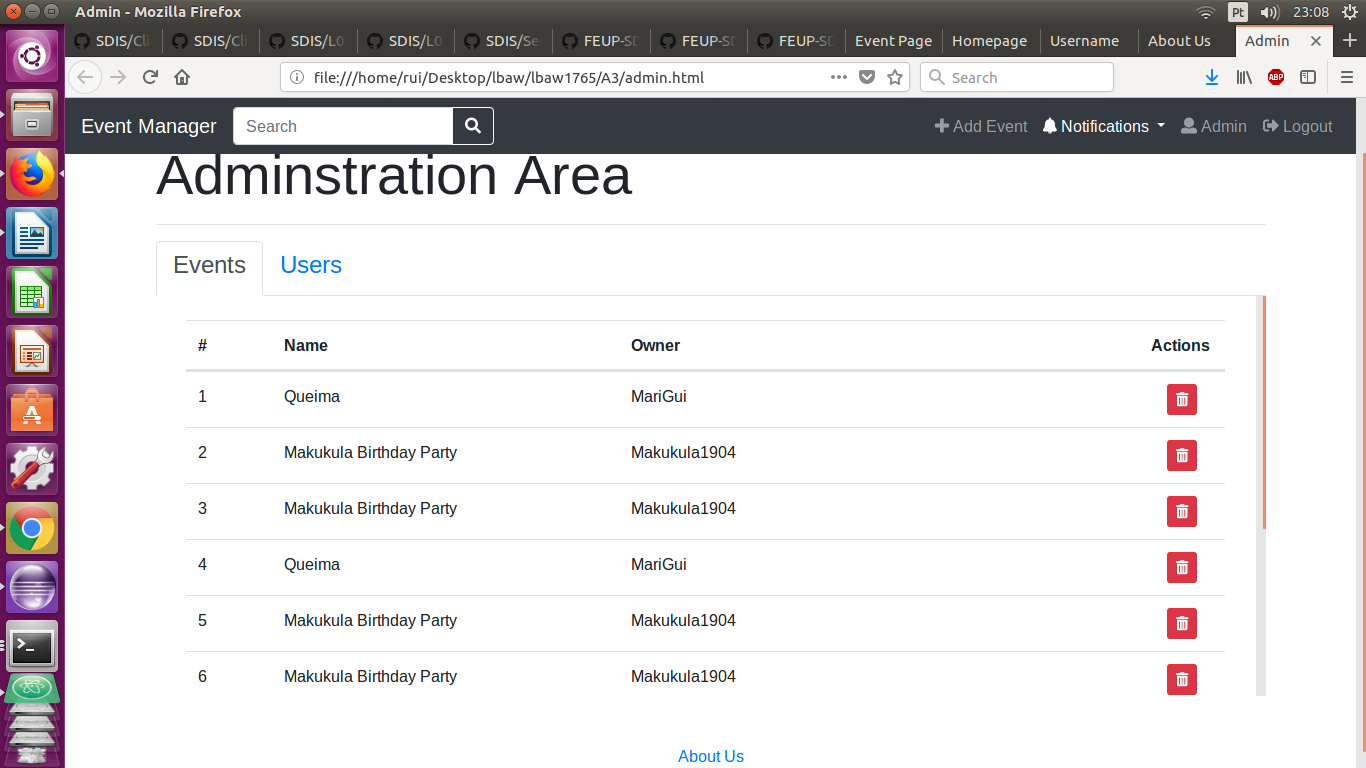 Admin - Mozilla Firefox
Pt 23:08
SDIS/Cli SDIS/Cli SDIS/L0 SDIS/L0 SDIS/Se FEUP-SD FEUP-SD FEUP-SD Event Page Homepage Username About Us Admin
file:///home/rui/Desktop/lbaw/lbaw1765/A3/admin.html Search ABP
Event Manager Search Add Event Notifications Admin Logout
Adminstration Area
Events Users
# Name Owner Actions
1 Queima MariGui
2 Makukula Birthday Party Makukula1904
3 Makukula Birthday Party Makukula1904
4 Queima MariGui
5 Makukula Birthday Party Makukula1904
6 Makukula Birthday Party Makukula1904
About Us